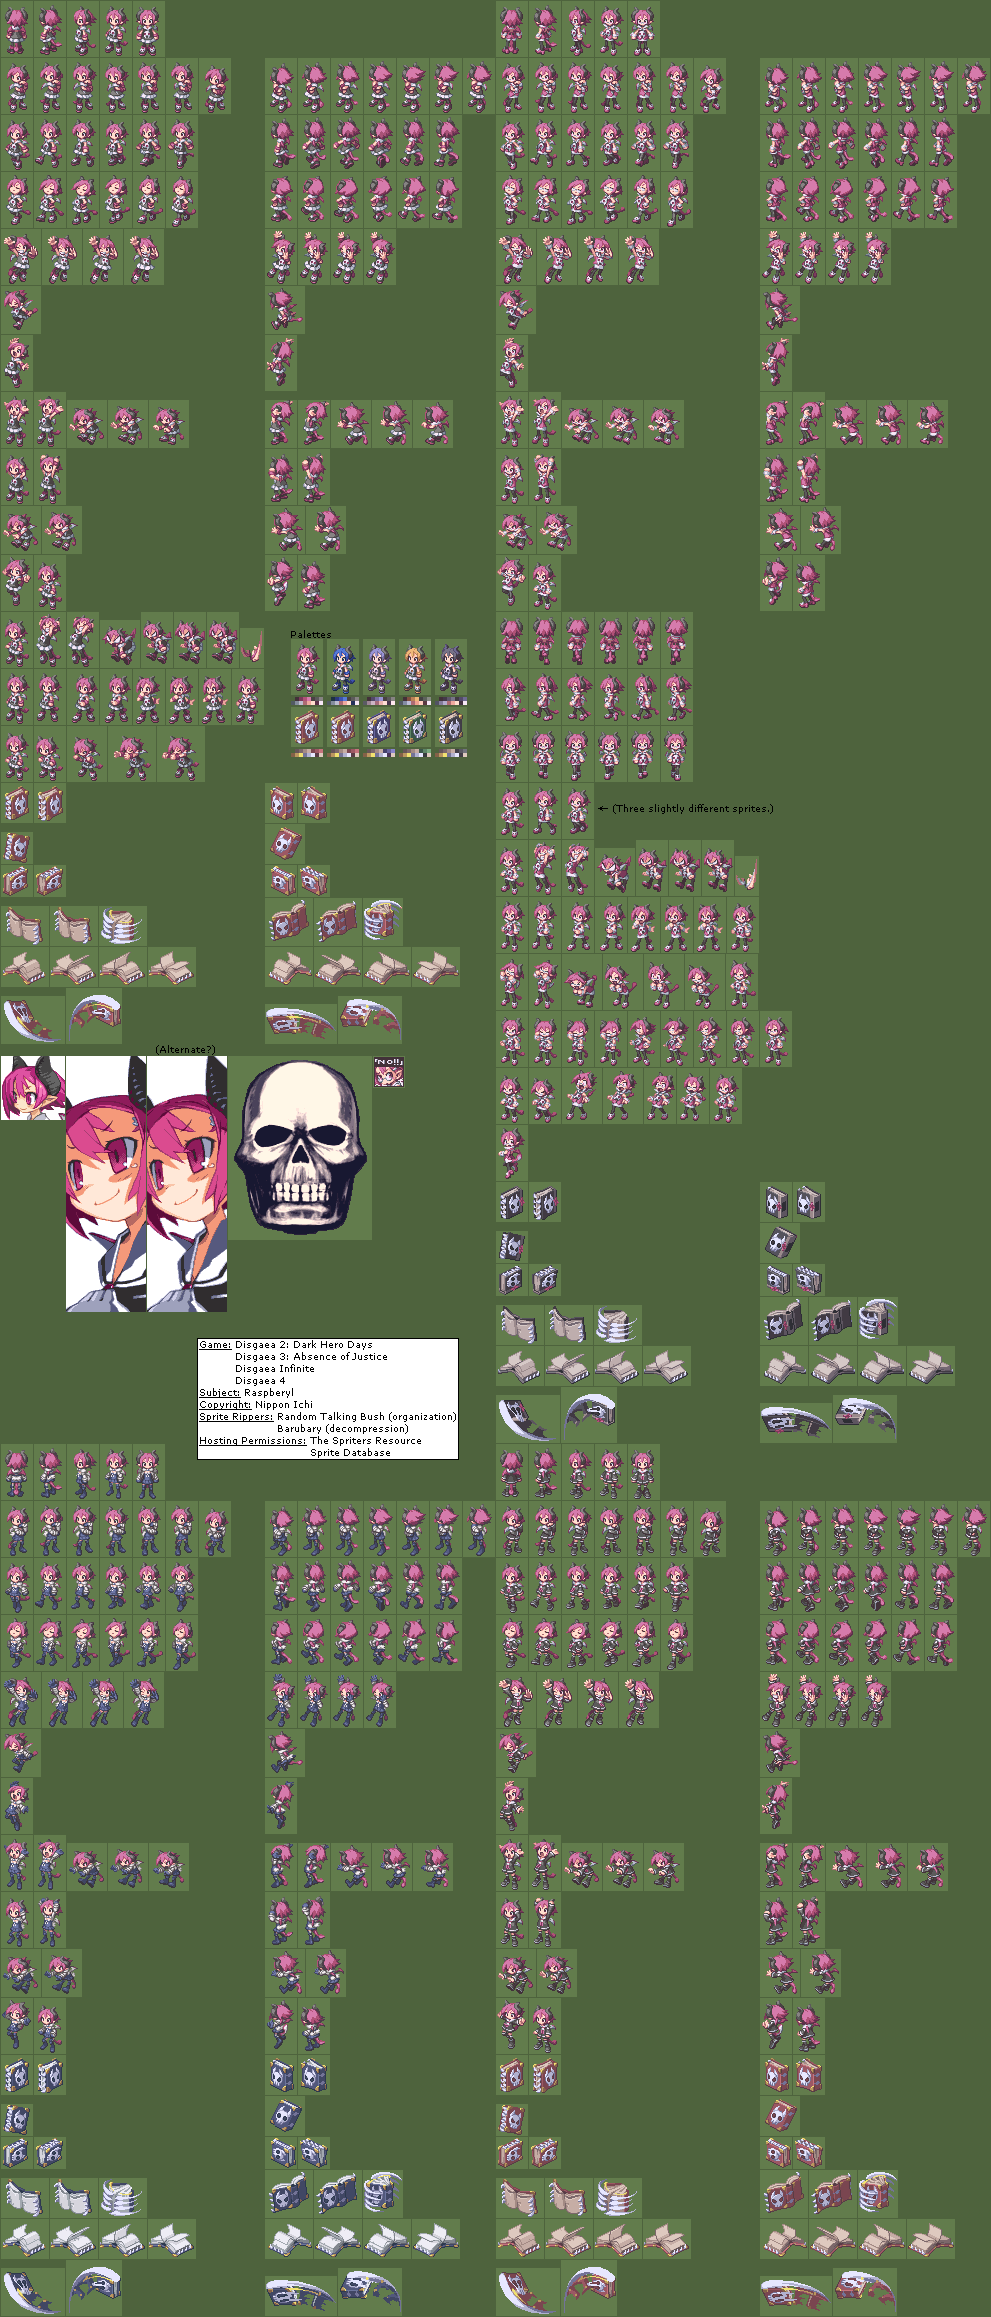 Palettes
← (Three slightly different sprites.)
(Alternate?)
Game: Disgaea 2: Dark Hero Days
Disgaea 3: Absence of Justice
Disgaea Infinite
Disgaea 4
Subject: Raspberyl
Copyright: Nippon Ichi
Sprite Rippers: Random Talking Bush (organization)
Barubary (decompression)
Hosting Permissions: The Spriters Resource
Sprite Database